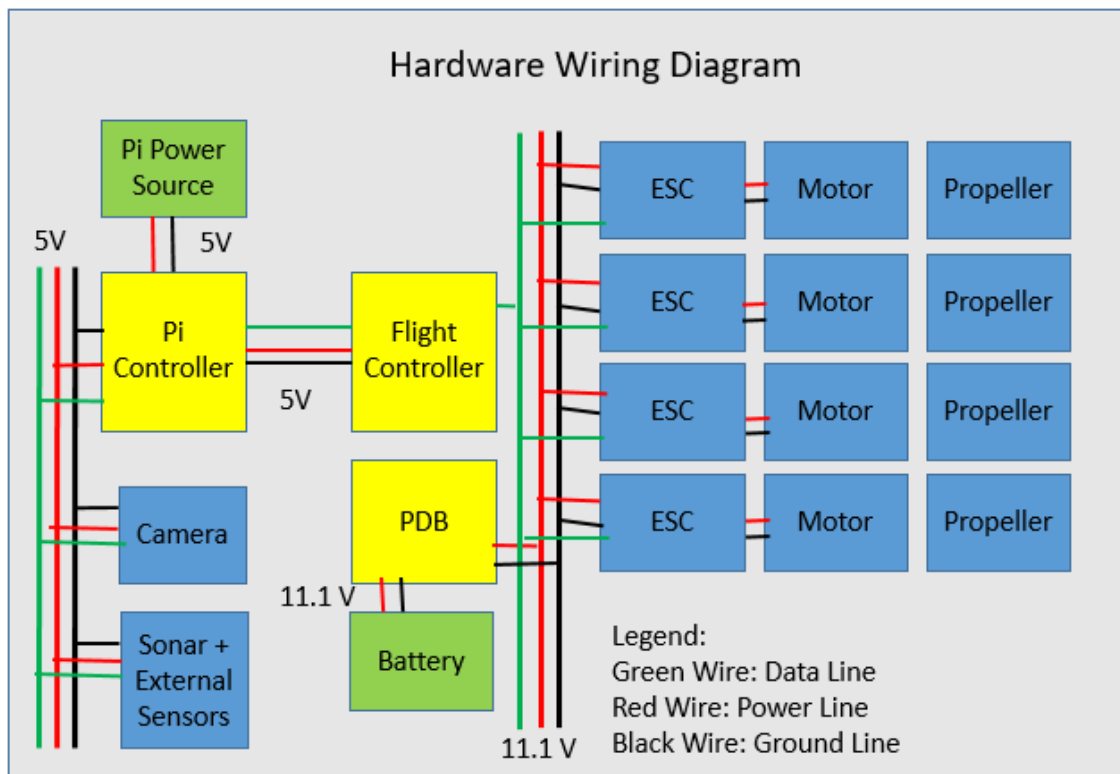 Hardware Wiring Diagram
Pi Power
Source
5V
5V
Pi
Controller
Flight
Controller
5V
Camera
Sonar +
External
Sensors
PDB
11.1 V
Battery
ESC
Motor
Propeller
ESC
Motor
Propeller
ESC
Motor
Propeller
ESC
Motor
Propeller
11.1 V
Legend:
Green Wire: Data Line
Red Wire: Power Line
Black Wire: Ground Line